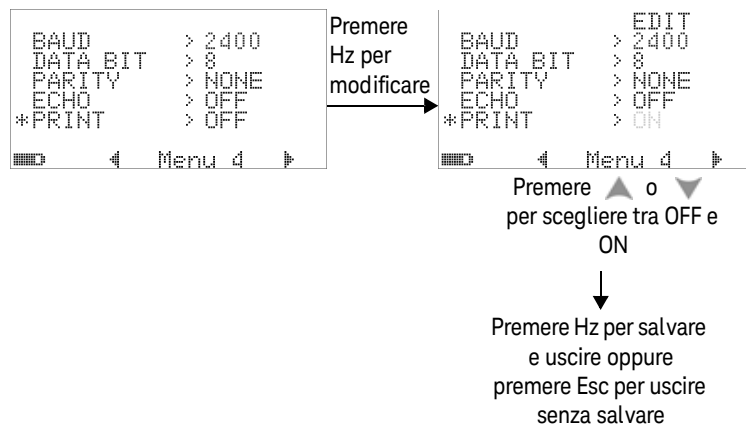 BAUD > 2400
DATA BIT > 8
PARITY > NONE
ECHO > OFF
*PRINT > OFF
Menu 4
Premere
Hz per
modificare
EDIT
BAUD > 2400
DATA BIT > 8
PARITY > NONE
ECHO > OFF
*PRINT > ON
Menu 4
Premere o
per scegliere tra OFF e
ON
Premere Hz per salvare
e uscire oppure
premere Esc per uscire
senza salvare